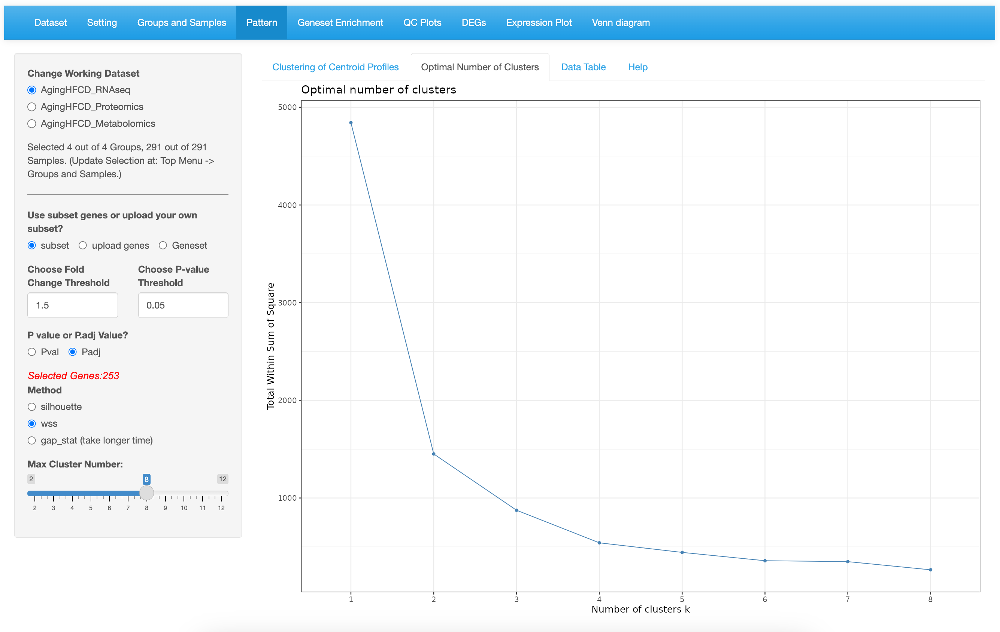 Dataset Setting Groups and Samples Pattern Geneset Enrichment QC Plots DEGs Expression Plot Venn diagram
Change Working Dataset
AgingHFCD_RNAseq
AgingHFCD_Proteomics
AgingHFCD_Metabolomics
Selected 4 out of 4 Groups, 291 out of 291
Samples. (Update Selection at: Top Menu ->
Groups and Samples.)
Use subset genes or upload your own
subset?
subset upload genes Geneset
Choose Fold
Change Threshold
1.5
Choose P-value
Threshold
0.05
P value or P.adj Value?
Pval Padj
Selected Genes:253
Method
silhouette
wss
gap_stat (take longer time)
Max Cluster Number:
2 8 12
2 3 4 5 6 7 8 9 10 11 12
Clustering of Centroid Profiles Optimal Number of Clusters Data Table Help
Optimal number of clusters
Total Within Sum of Square
5000
4000
3000
2000
1000
1 2 3 4 5 6 7 8
Number of clusters k